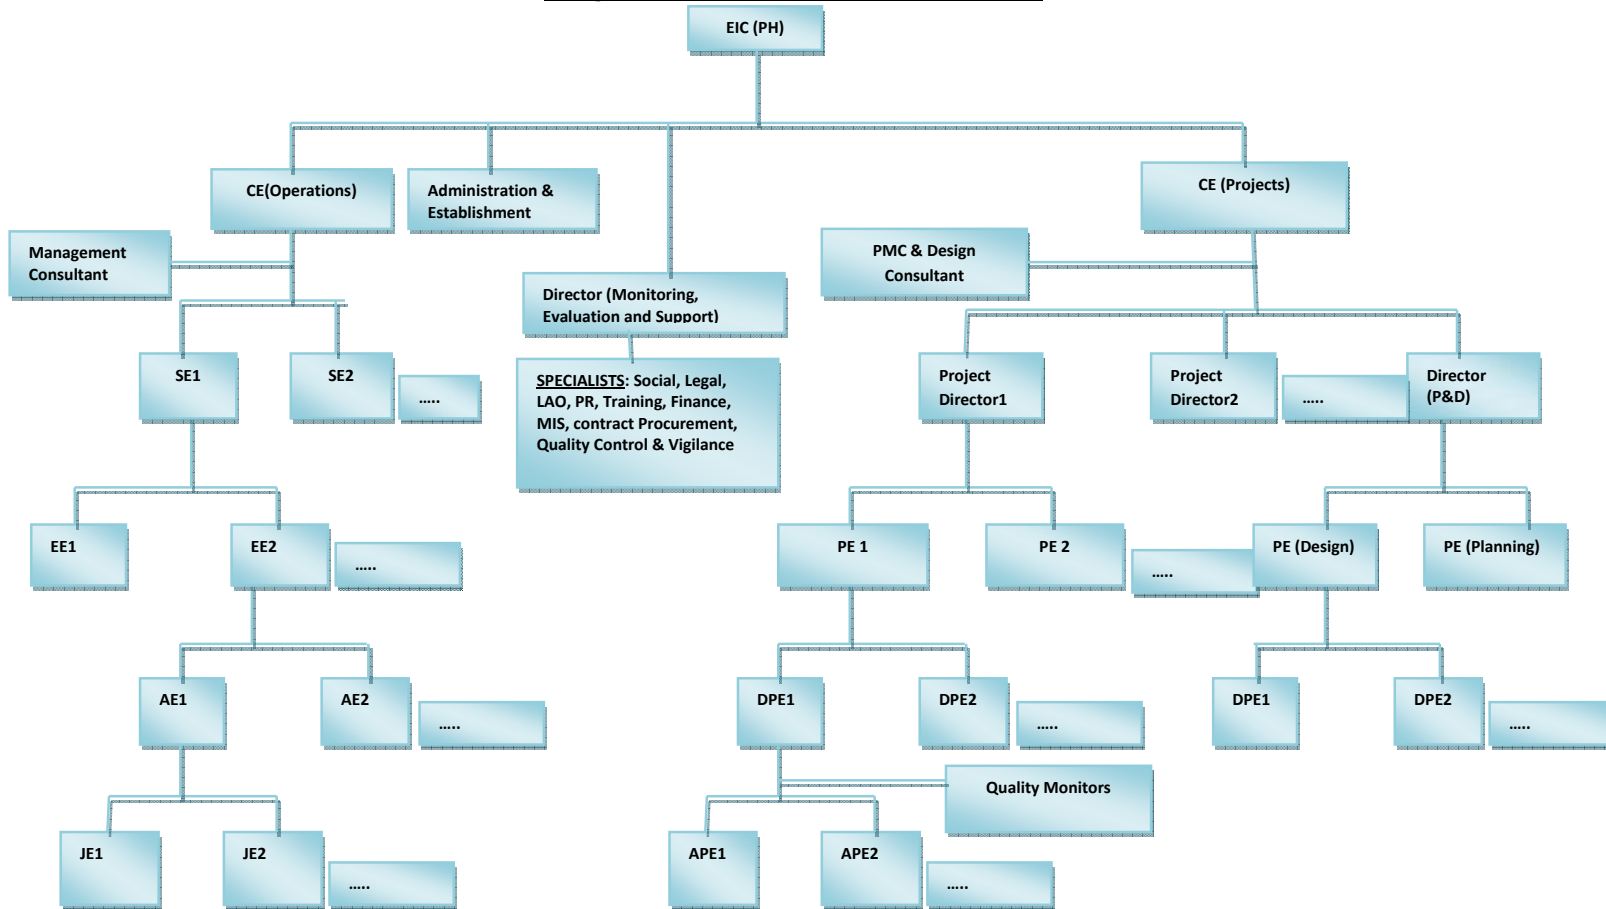 EIC (PH)
CE(Operations)
Administration &
Establishment
CE (Projects)
Management
Consultant
PMC & Design
Consultant
Director (Monitoring,
Evaluation and Support)
SE1
SE2
.....
SPECIALISTS: Social, Legal,
LAO, PR, Training, Finance,
MIS, contract Procurement,
Quality Control & Vigilance
Project
Director1
Project
Director2
.....
Director
(P&D)
EE1
EE2
.....
PE 1
PE 2
.....
PE (Design)
PE (Planning)
AE1
AE2
.....
DPE1
DPE2
.....
DPE1
DPE2
.....
Quality Monitors
JE1
JE2
.....
APE1
APE2
.....